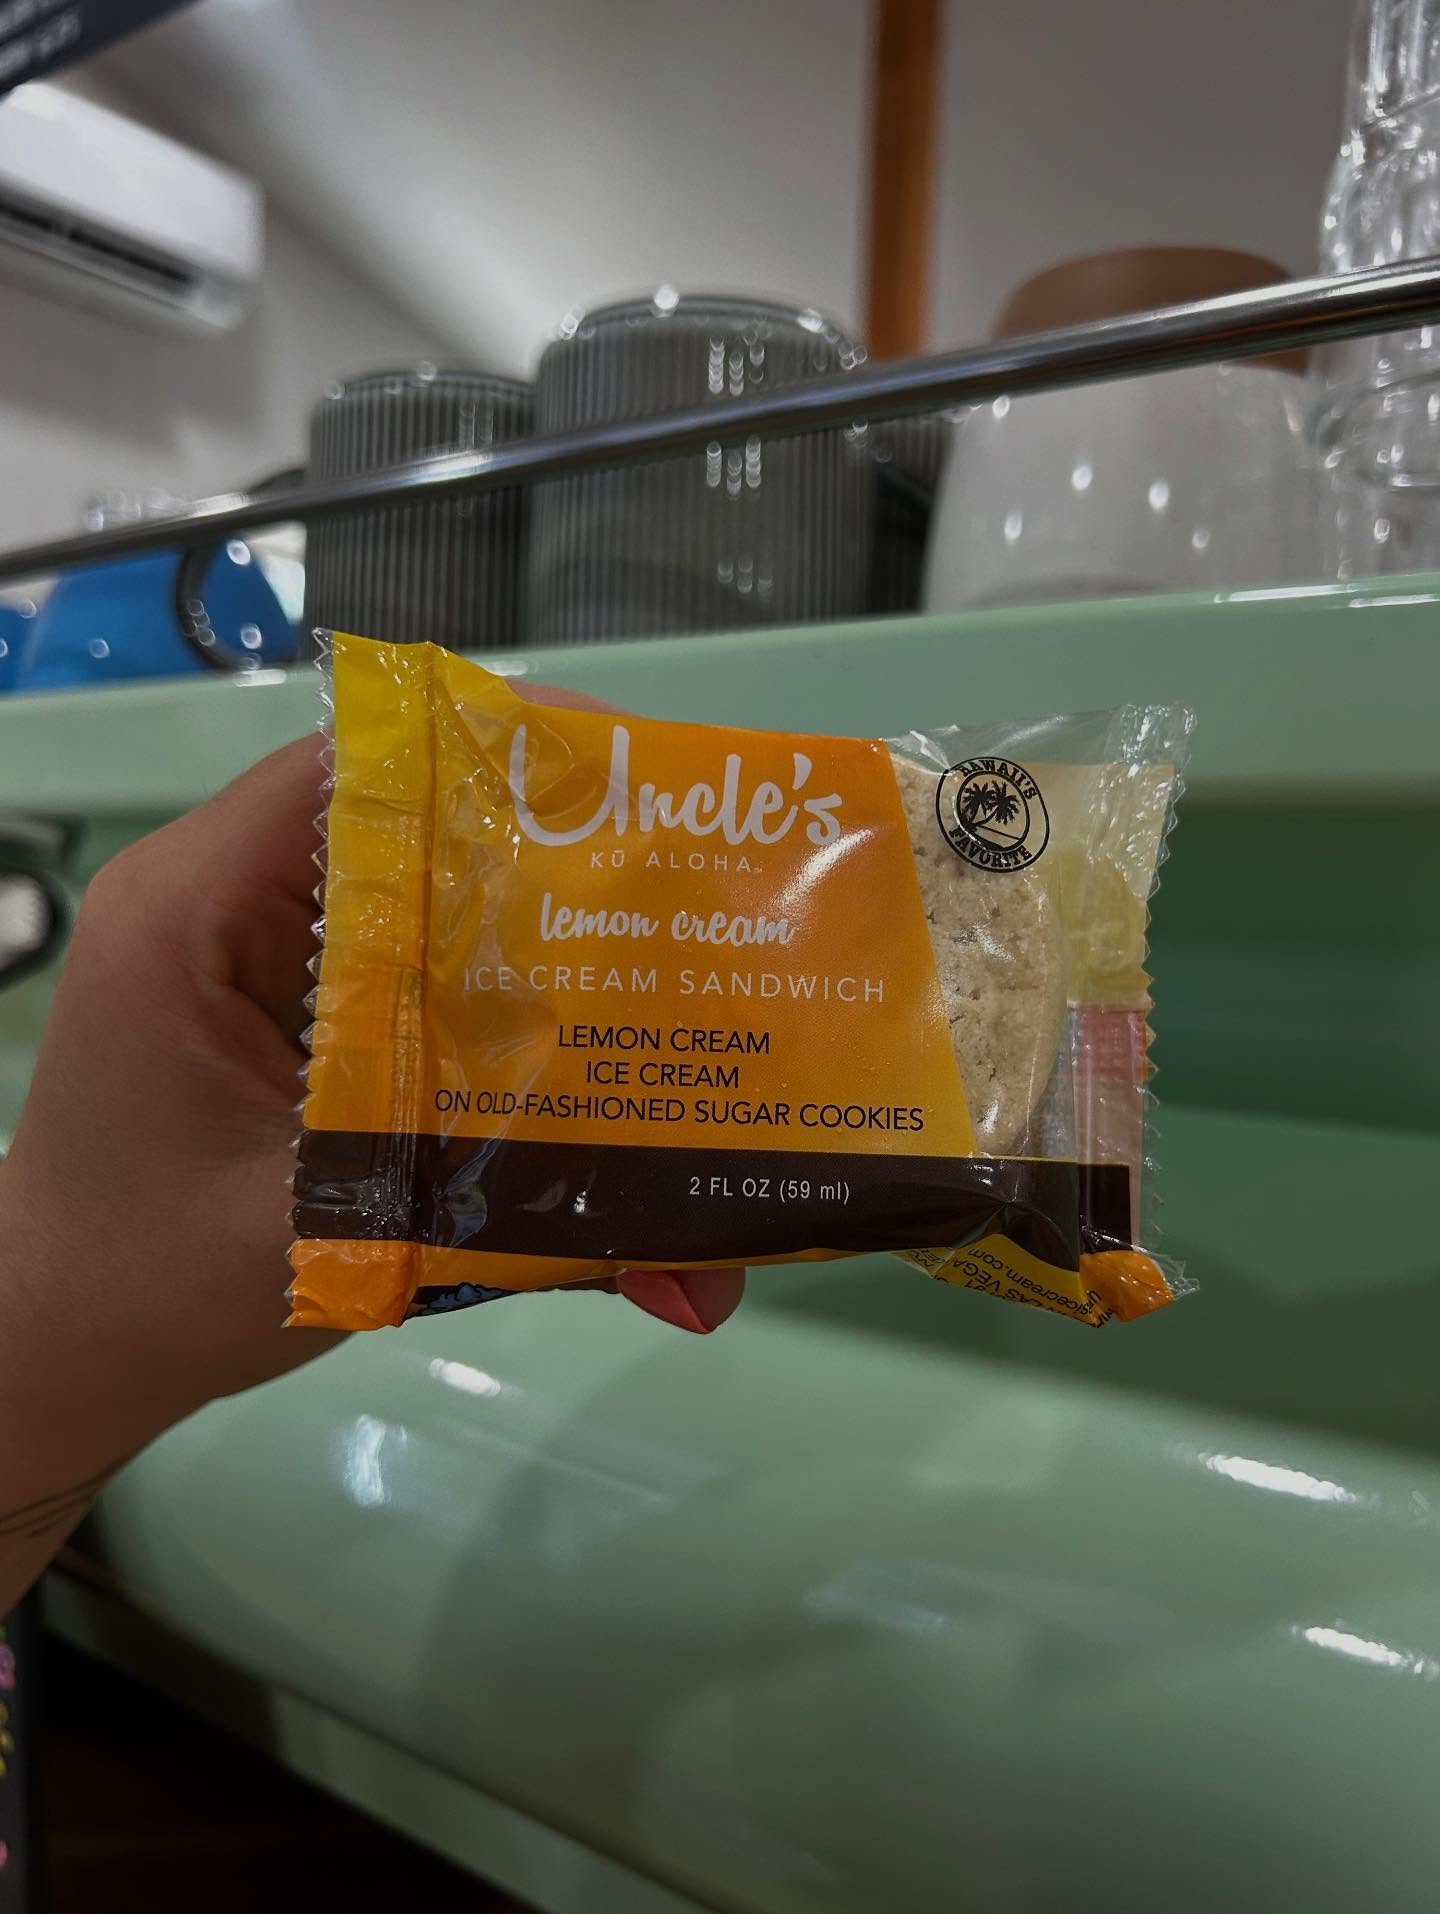 Uncle's
KŪ ALOHA™
lemon cream
ICE CREAM SANDWICH
LEMON CREAM
ICE CREAM
ON OLD-FASHIONED SUGAR COOKIES
2 FL OZ (59 ml)
HAWAII'S
FAVORITE